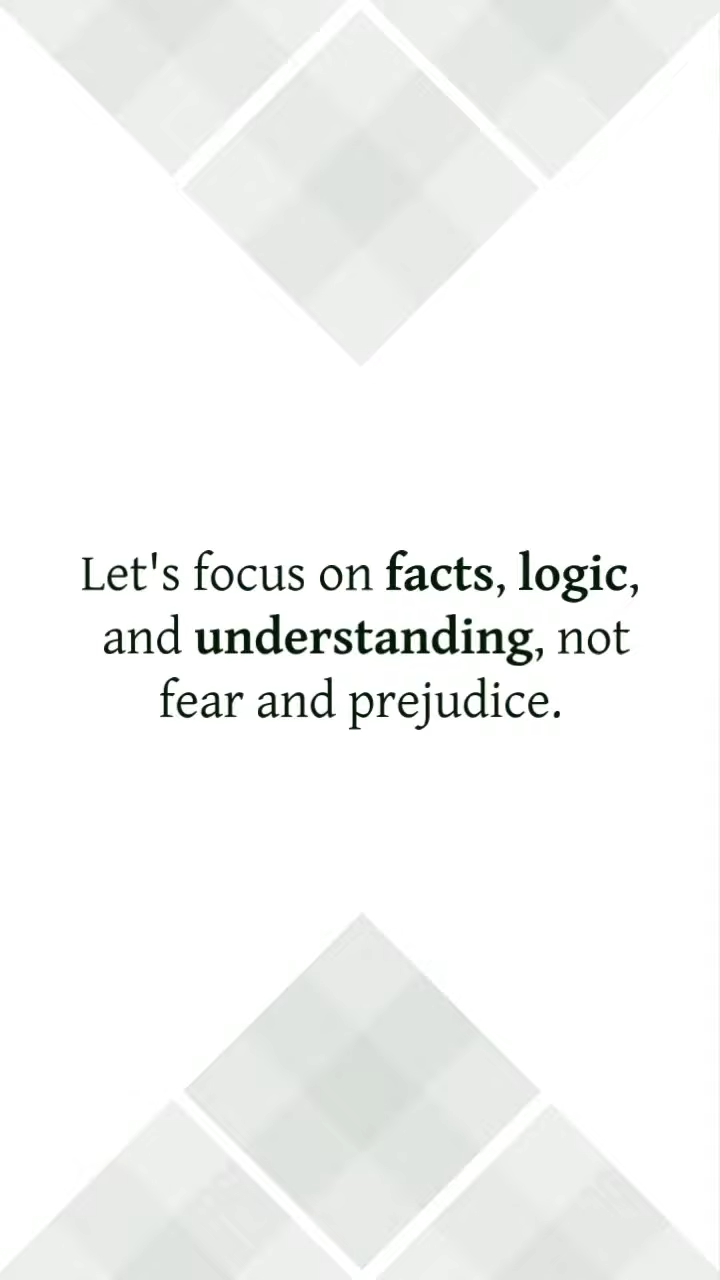 Let's focus on facts, logic,
and understanding, not
fear and prejudice.